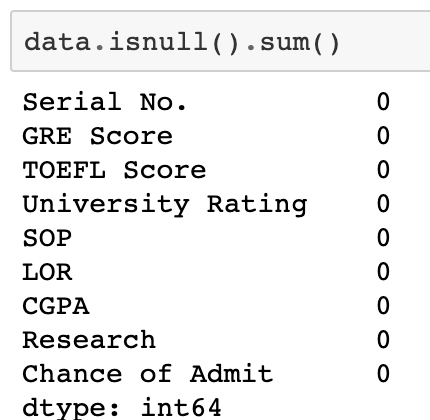 data.isnull().sum()
Serial No. 0
GRE Score 0
TOEFL Score 0
University Rating 0
SOP 0
LOR 0
CGPA 0
Research 0
Chance of Admit 0
dtype: int64